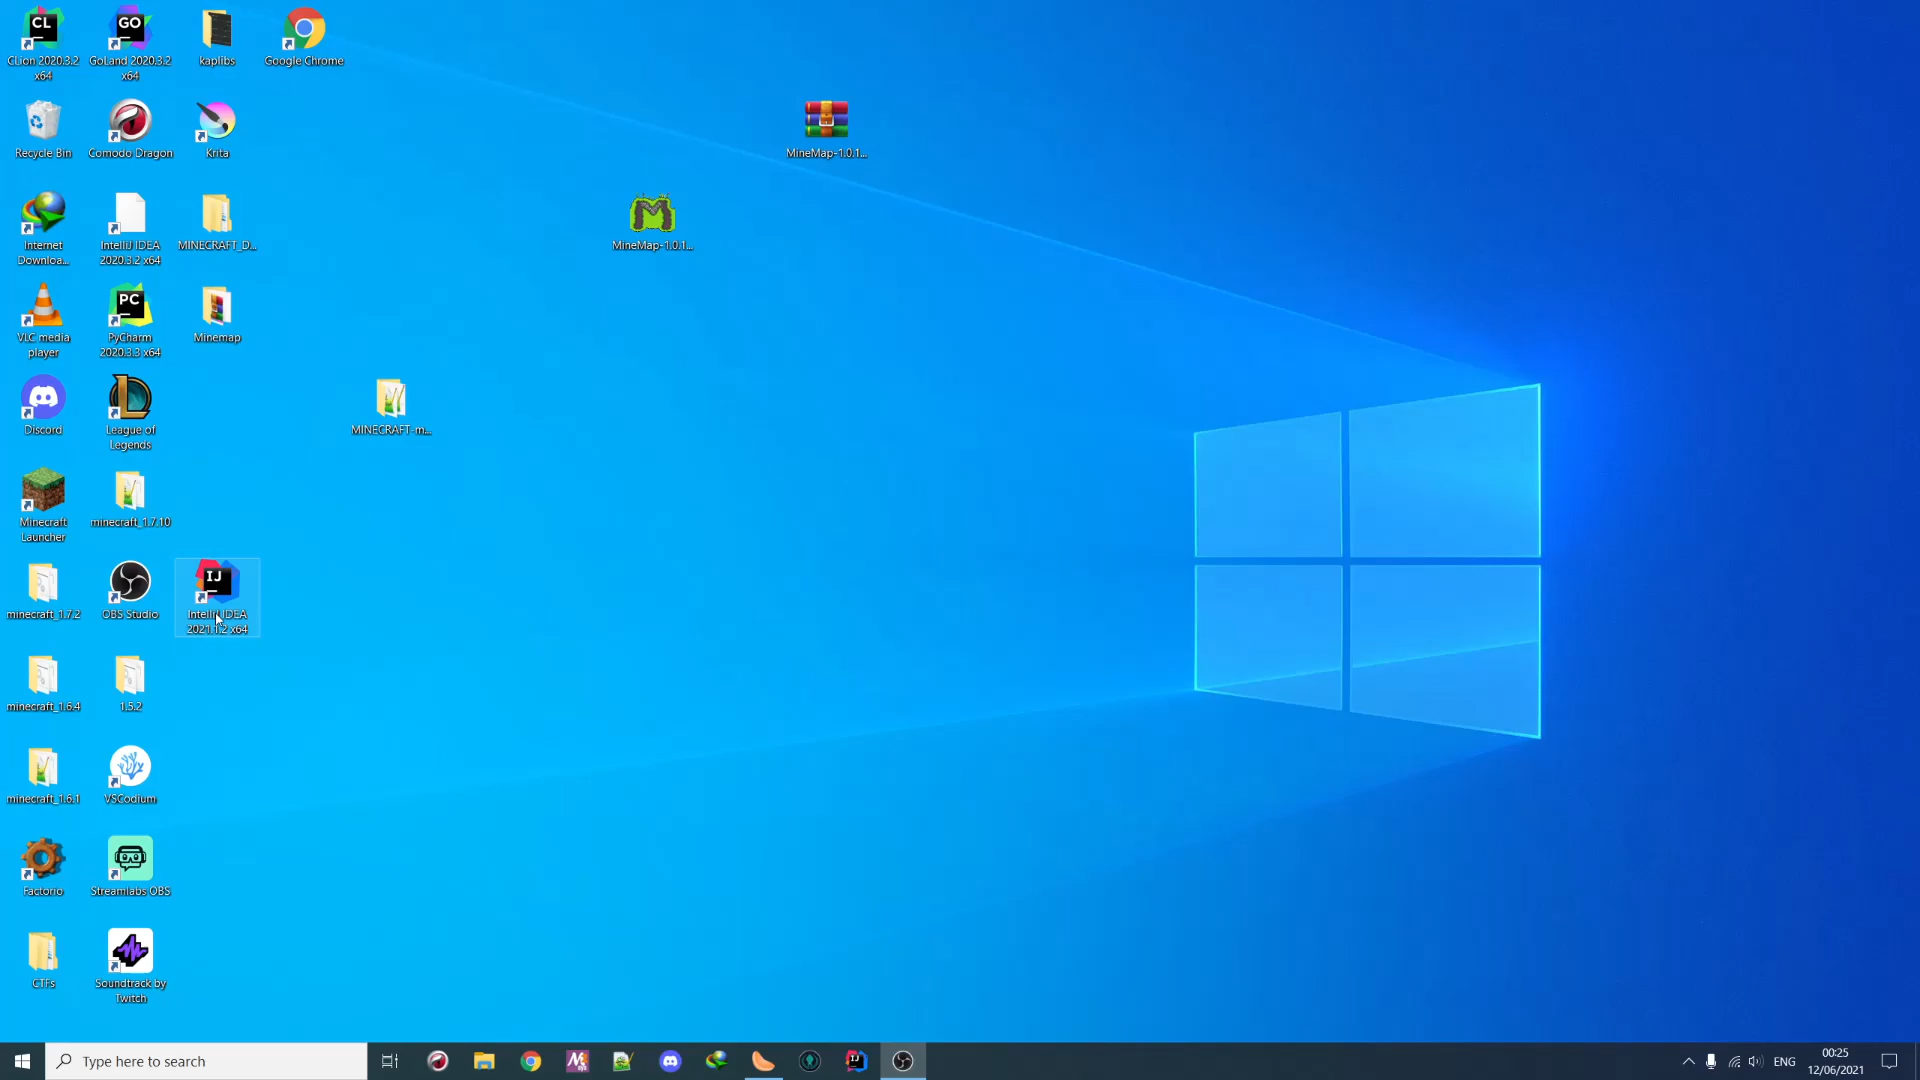 CL
CLion 2020.3.2
x64
GO
GoLand 2020.3.2
x64
kaplibs
Google Chrome
Recycle Bin
Comodo Dragon
Krita
MineMap-1.0.1...
Internet
Downloa...
IntelliJ IDEA
2020.3.2 x64
MINECRAFT_D...
M
MineMap-1.0.1...
VLC media
player
PC
PyCharm
2020.3.3 x64
Minemap
Discord
L
League of
Legends
MINECRAFT-m...
Minecraft
Launcher
minecraft_1.7.10
minecraft_1.7.2
OBS Studio
IJ
IntelliJ IDEA
2021.1.2 x64
minecraft_1.6.4
1.5.2
minecraft_1.6.1
VSCodium
Factorio
Streamlabs OBS
CTFs
Soundtrack by
Twitch
Type here to search
IJ
ENG
00:25
12/06/2021